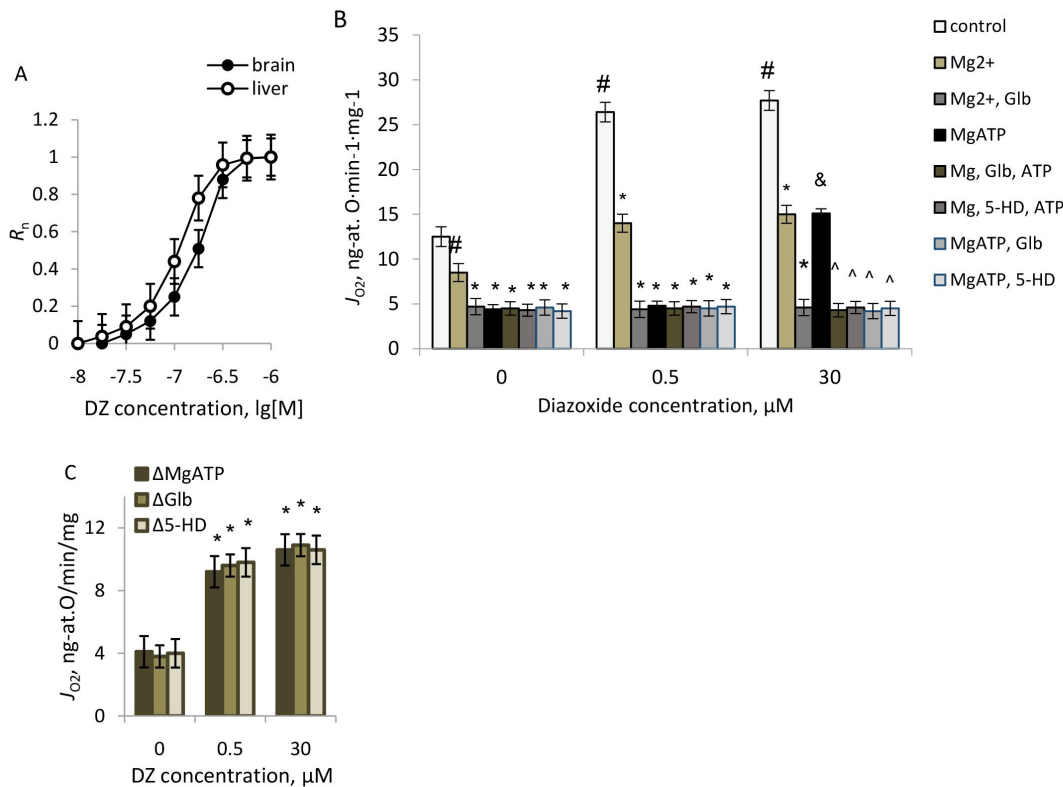 A
brain
liver
1.2
1
0.8
0.6
0.4
0.2
0
Rn
-8 -7.5 -7 -6.5 -6
DZ concentration, lg[M]
B
JO2, ng-at. O·min-1·mg-1
35
30
25
20
15
10
5
0
#
#
* * * * * * *
#
*
* * * * * *
#
*
*
&
^ ^ ^ ^
0 0.5 30
Diazoxide concentration, µM
control
Mg2+
Mg2+, Glb
MgATP
Mg, Glb, ATP
Mg, 5-HD, ATP
MgATP, Glb
MgATP, 5-HD
C
ΔMgATP
ΔGlb
Δ5-HD
JO2, ng-at.O/min/mg
12
8
4
0
* * *
* * *
0 0.5 30
DZ concentration, µM